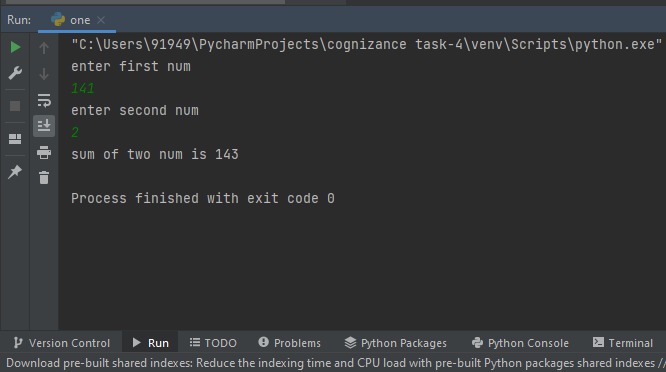 Run: one
"C:\Users\91949\PycharmProjects\cognizance task-4\venv\Scripts\python.exe"
enter first num
141
enter second num
2
sum of two num is 143
Process finished with exit code 0
Version Control Run TODO Problems Python Packages Python Console Terminal
Download pre-built shared indexes: Reduce the indexing time and CPU load with pre-built Python packages shared indexes //